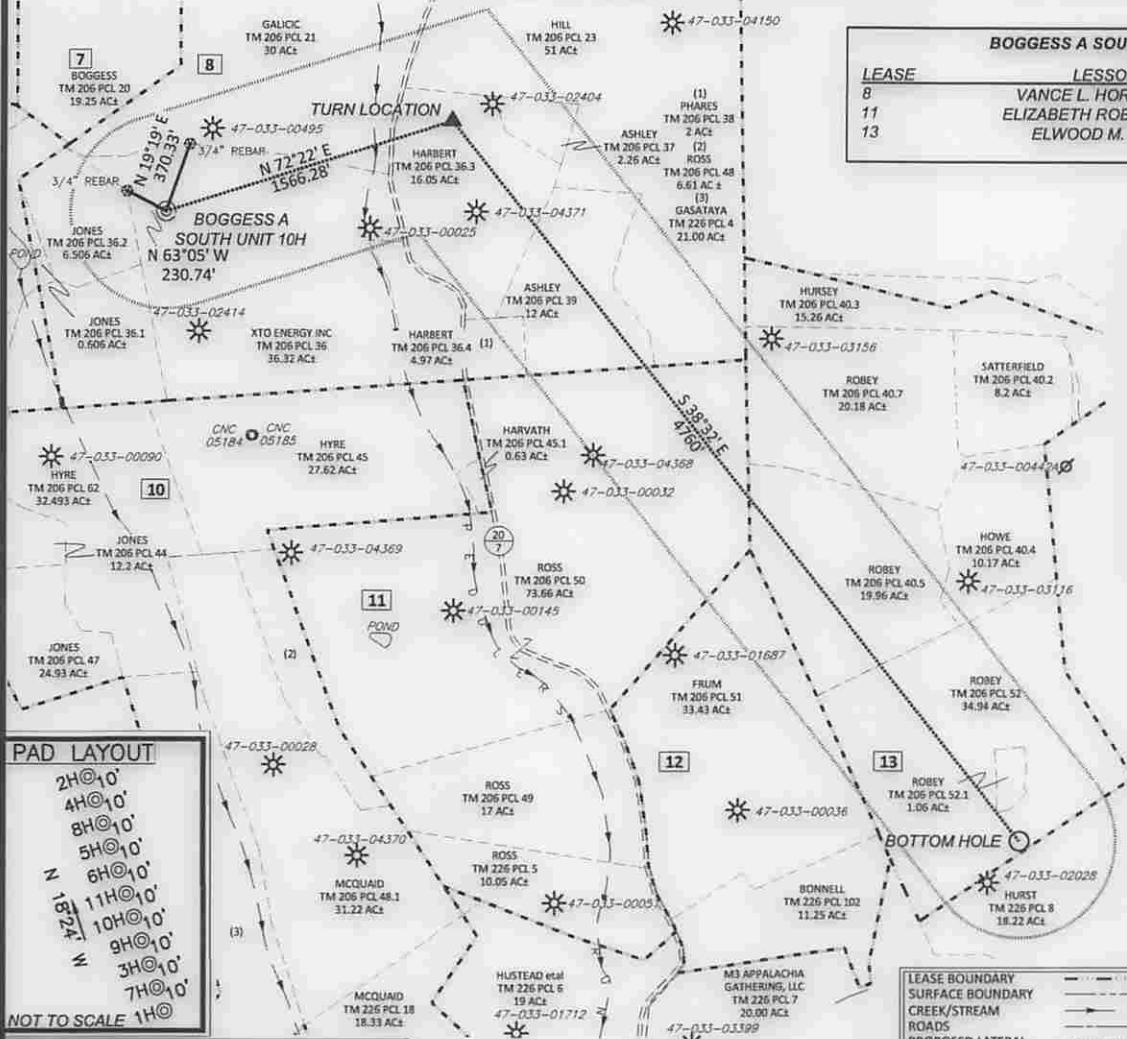 GALICIC
TM 206 PCL 21
30 AC±
HILL
TM 206 PCL 23
51 AC±
47-033-04150
7
BOGGESS
TM 206 PCL 20
19.25 AC±
8
BOGGESS A SOU
LEASE
LESSO
8
VANCE L. HOR
11
ELIZABETH ROB
13
ELWOOD M.
TURN LOCATION
47-033-02404
47-033-00495
3/4" REBAR
N 19°19' E
370.33'
3/4" REBAR
N 72°22' E
1566.28'
HARBERT
TM 206 PCL 36.3
16.05 AC±
ASHLEY
TM 206 PCL 37
2.26 AC±
(1)
PHARES
TM 206 PCL 38
2 AC±
(2)
ROSS
TM 206 PCL 48
6.61 AC ±
(3)
GASATAYA
TM 226 PCL 4
21.00 AC±
47-033-04371
47-033-00025
BOGGESS A
SOUTH UNIT 10H
N 63°05' W
230.74'
JONES
TM 206 PCL 36.2
6.506 AC±
POND
47-033-02414
JONES
TM 206 PCL 36.1
0.606 AC±
XTO ENERGY INC
TM 206 PCL 36
36.32 AC±
HARBERT
TM 206 PCL 36.4
4.97 AC±
(1)
ASHLEY
TM 206 PCL 39
12 AC±
HURSEY
TM 206 PCL 40.3
15.26 AC±
47-033-03156
ROBEY
TM 206 PCL 40.7
20.18 AC±
SATTERFIELD
TM 206 PCL 40.2
8.2 AC±
S 38°32' E
4760'
CNC
05184
CNC
05185
HYRE
TM 206 PCL 45
27.62 AC±
HARVATH
TM 206 PCL 45.1
0.63 AC±
47-033-04368
47-033-00032
47-033-00442A
47-033-00090
HYRE
TM 206 PCL 62
32.493 AC±
10
20
7
JONES
TM 206 PCL 44
12.2 AC±
47-033-04369
11
POND
47-033-00145
ROSS
TM 206 PCL 50
73.66 AC±
HOWE
TM 206 PCL 40.4
10.17 AC±
47-033-03116
ROBEY
TM 206 PCL 40.5
19.96 AC±
JONES
TM 206 PCL 47
24.93 AC±
(2)
47-033-01687
FRUM
TM 206 PCL 51
33.43 AC±
ROBEY
TM 206 PCL 52
34.94 AC±
47-033-00028
12
13
ROBEY
TM 206 PCL 52.1
1.06 AC±
ROSS
TM 206 PCL 49
17 AC±
47-033-00036
BOTTOM HOLE
47-033-04370
MCQUAID
TM 206 PCL 48.1
31.22 AC±
ROSS
TM 226 PCL 5
10.05 AC±
47-033-02028
HURST
TM 226 PCL 8
18.22 AC±
BONNELL
TM 226 PCL 102
11.25 AC±
(3)
HUSTEAD etal
TM 226 PCL 6
19 AC±
47-033-01712
M3 APPALACHIA
GATHERING, LLC
TM 226 PCL 7
20.00 AC±
47-033-03399
MCQUAID
TM 226 PCL 18
18.33 AC±
PAD LAYOUT
2H 10'
4H 10'
8H 10'
5H 10'
6H 10'
11H 10'
10H 10'
9H 10'
3H 10'
7H 10'
1H
N 18°24' W
NOT TO SCALE
LEASE BOUNDARY
SURFACE BOUNDARY
CREEK/STREAM
ROADS
PROPOSED LATERAL